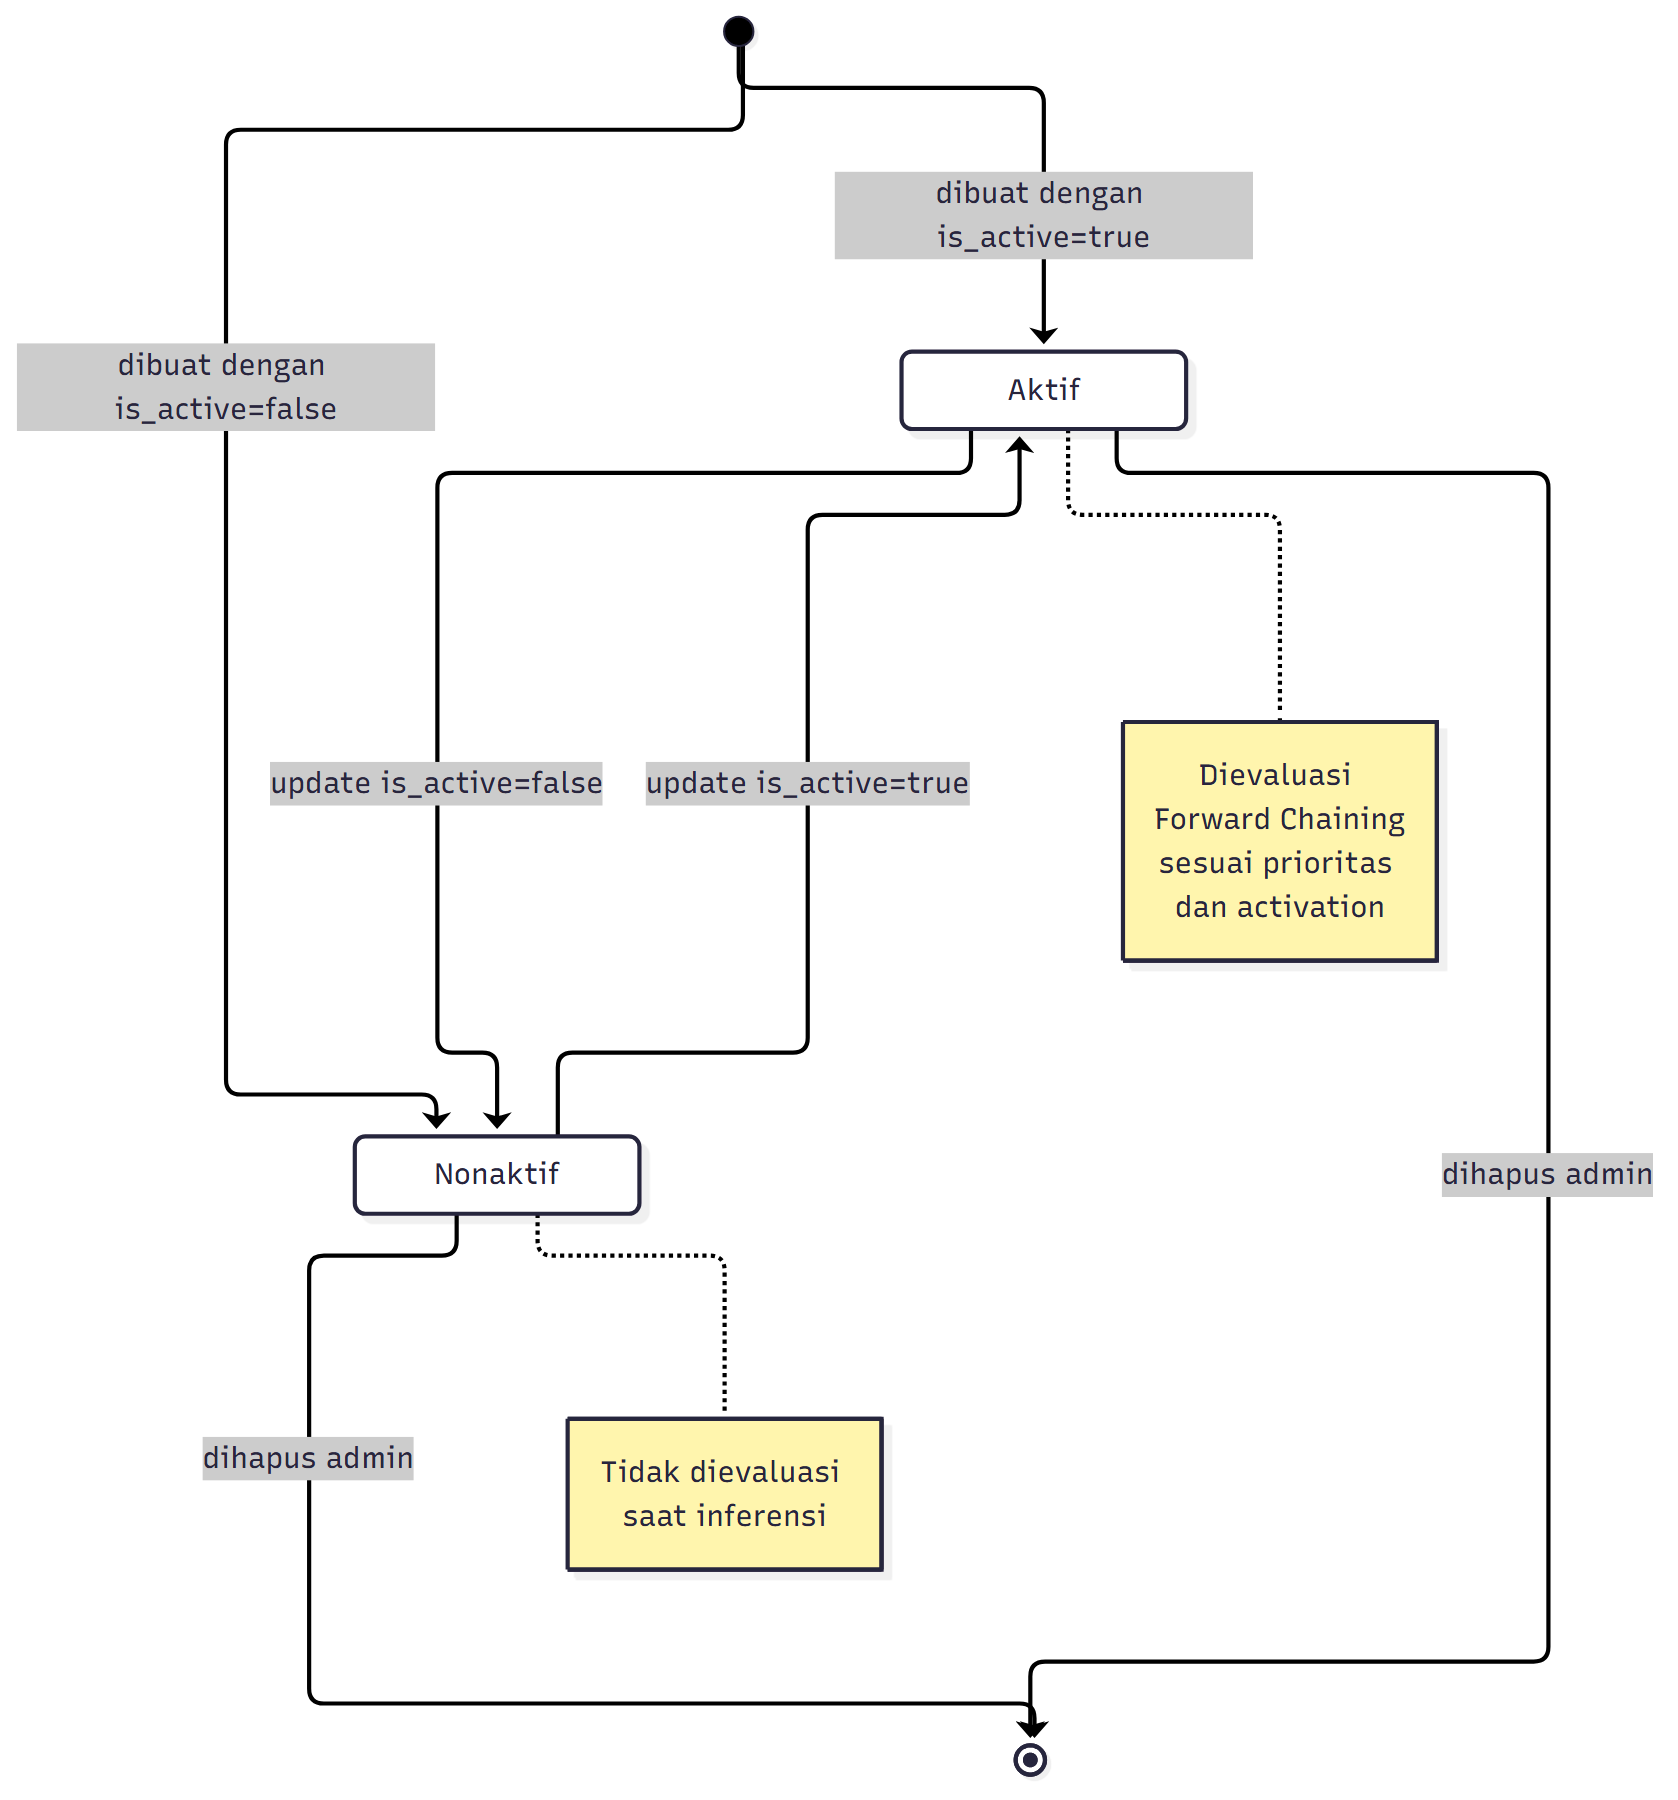 dibuat dengan
is_active=true
dibuat dengan
is_active=false
Aktif
update is_active=false
update is_active=true
Dievaluasi
Forward Chaining
sesuai prioritas
dan activation
Nonaktif
dihapus admin
dihapus admin
Tidak dievaluasi
saat inferensi